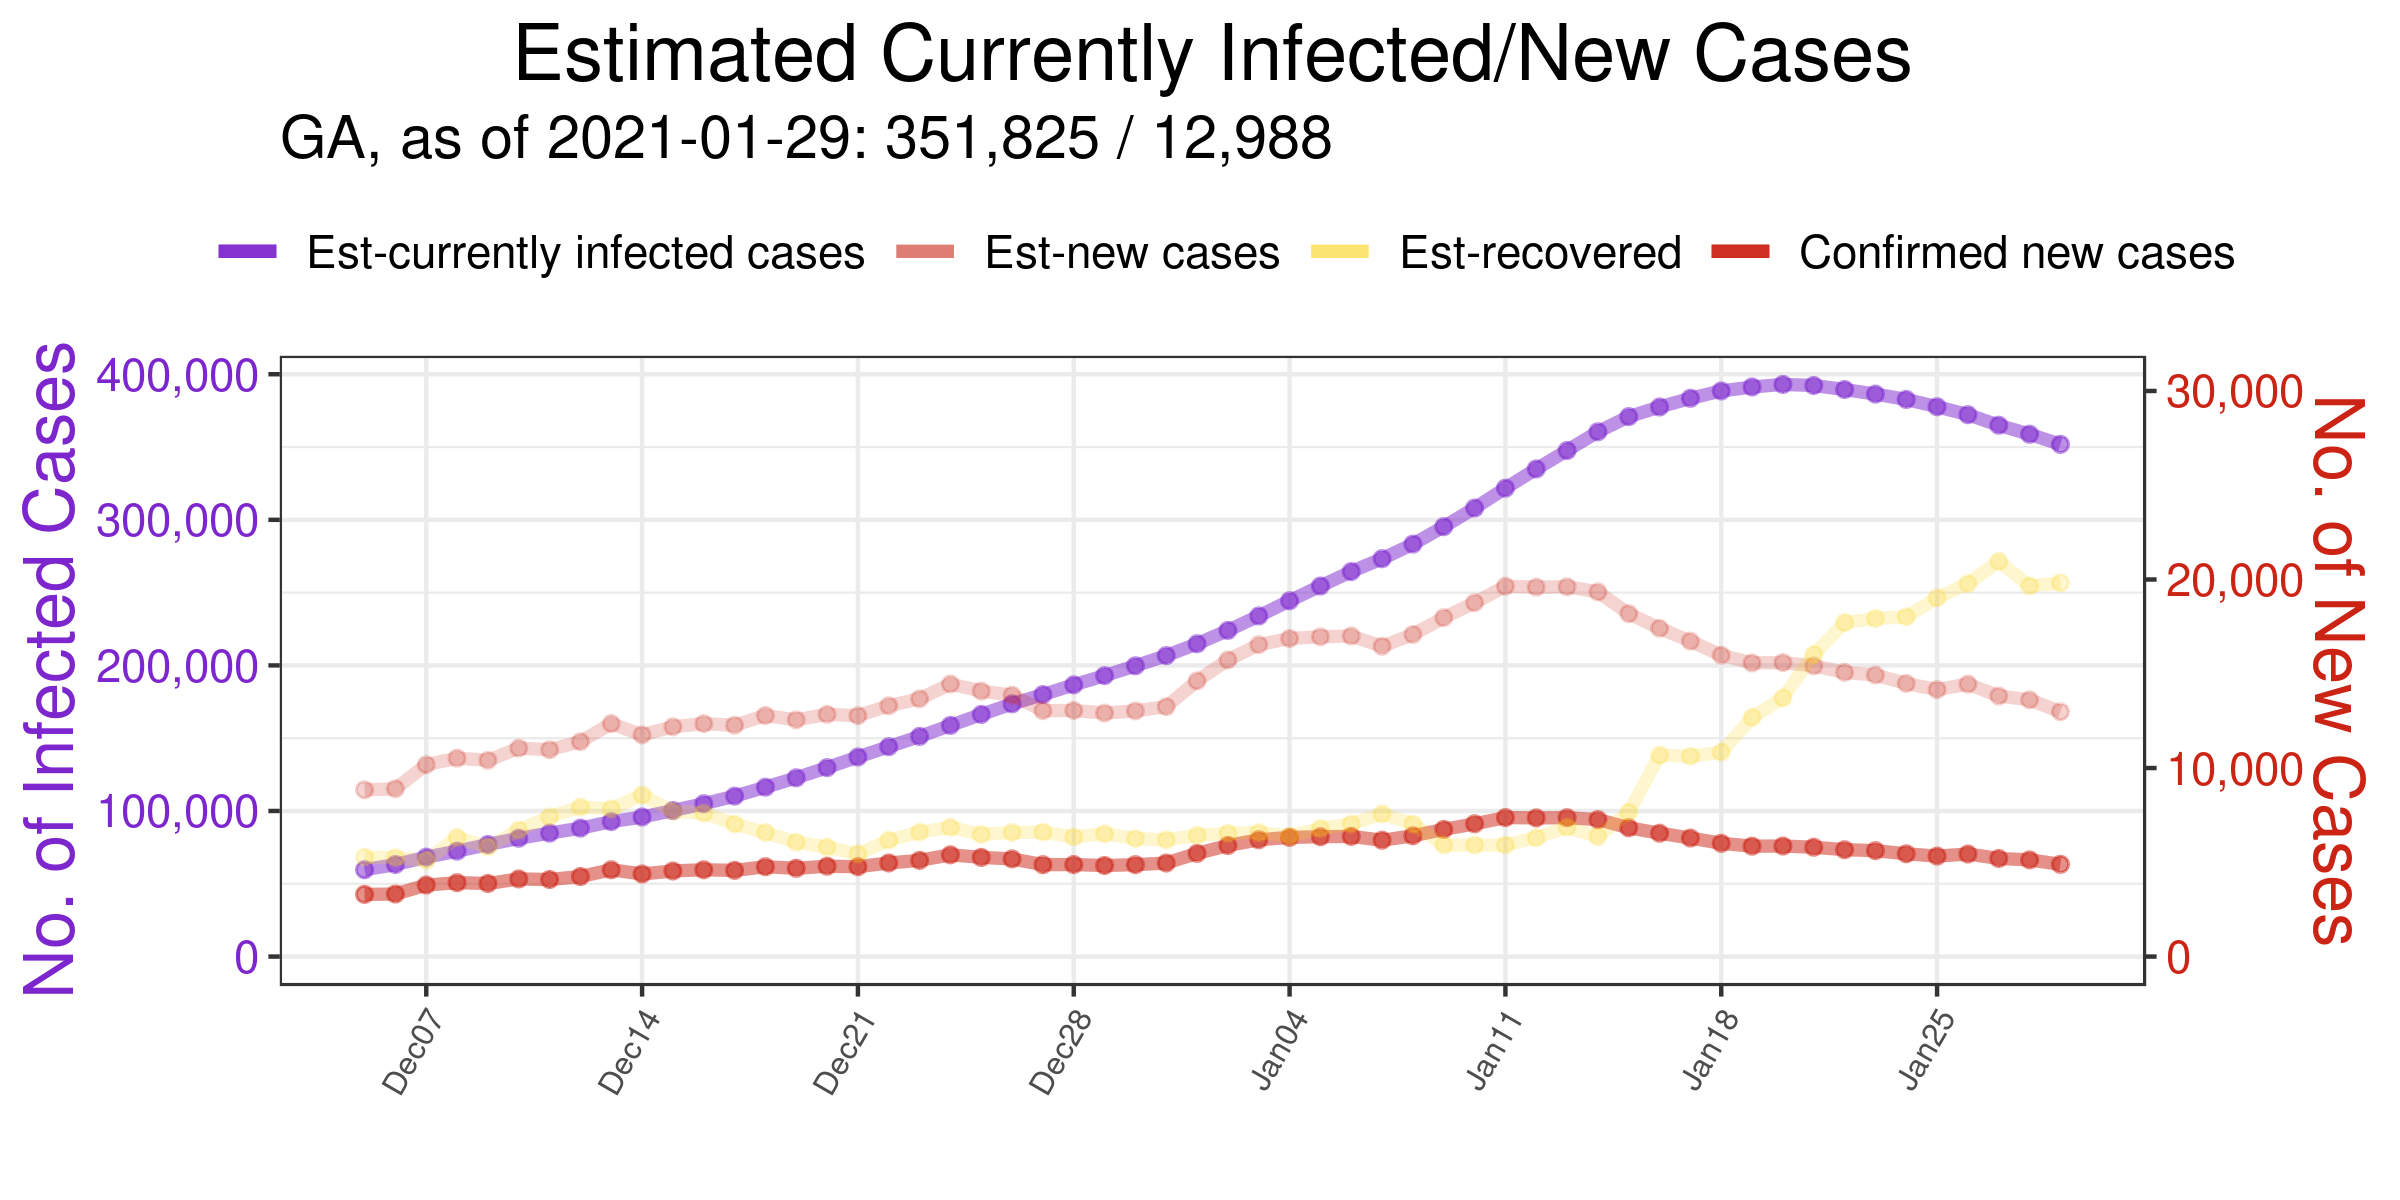 Estimated Currently Infected/New Cases
GA, as of 2021-01-29: 351,825 / 12,988
Est-currently infected cases Est-new cases Est-recovered Confirmed new cases
No. of Infected Cases
400,000
300,000
200,000
100,000
0
30,000
20,000
10,000
0
No. of New Cases
Dec07 Dec14 Dec21 Dec28 Jan04 Jan11 Jan18 Jan25